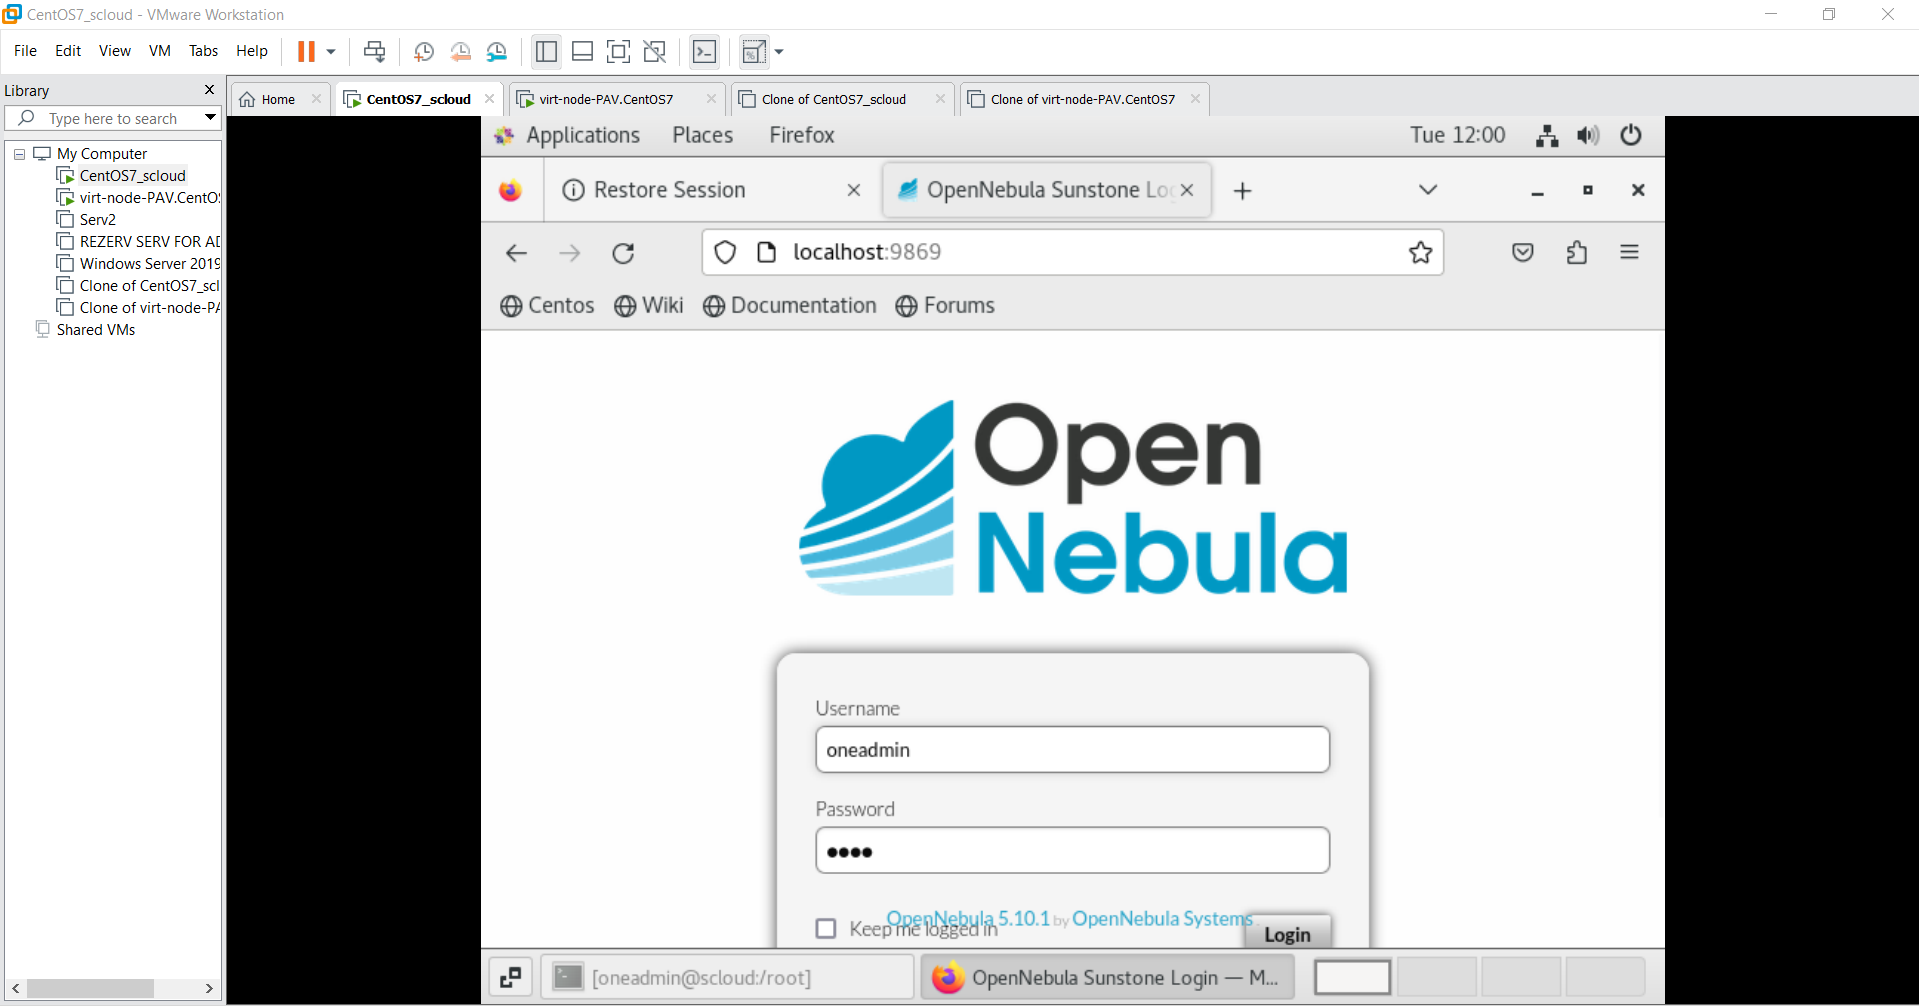 CentOS7_scloud - VMware Workstation
File Edit View VM Tabs Help
Library
Home
CentOS7_scloud
virt-node-PAV.CentOS7
Clone of CentOS7_scloud
Clone of virt-node-PAV.CentOS7
Type here to search
My Computer
CentOS7_scloud
virt-node-PAV.CentOS
Serv2
REZERV SERV FOR AD
Windows Server 2019
Clone of CentOS7_scl
Clone of virt-node-PA
Shared VMs
Applications Places Firefox Tue 12:00
Restore Session
OpenNebula Sunstone Log
localhost:9869
Centos Wiki Documentation Forums
Open
Nebula
Username
oneadmin
Password
OpenNebula 5.10.1 by OpenNebula Systems
Keep me logged in
Login
[oneadmin@scloud:/root]
OpenNebula Sunstone Login — M...